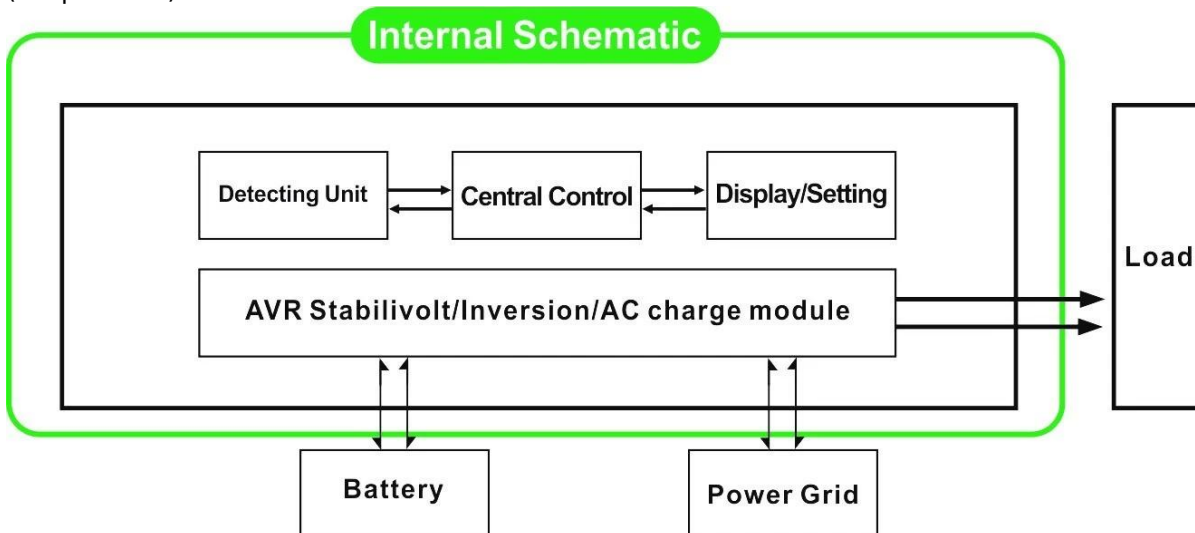 Internal Schematic
Detecting Unit
Central Control
Display/Setting
Load
AVR Stabilivolt/Inversion/AC charge module
Battery
Power Grid